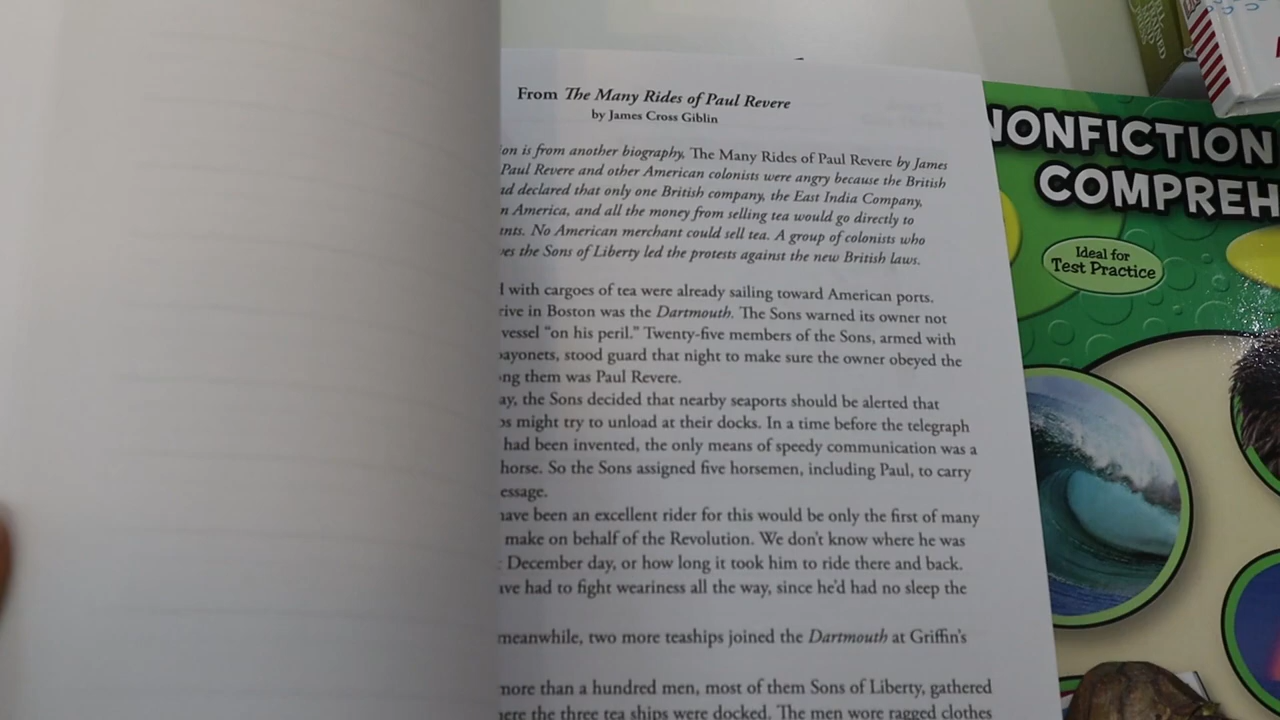 From The Many Rides of Paul Revere
by James Cross Giblin
is from another biography, The Many Rides of Paul Revere by James
Paul Revere and other American colonists were angry because the British
declared that only one British company, the East India Company,
America, and all the money from selling tea would go directly to
No American merchant could sell tea. A group of colonists who
the Sons of Liberty led the protests against the new British laws.
with cargoes of tea were already sailing toward American ports.
in Boston was the Dartmouth. The Sons warned its owner not
vessel "on his peril." Twenty-five members of the Sons, armed with
bayonets, stood guard that night to make sure the owner obeyed the
them was Paul Revere.
the Sons decided that nearby seaports should be alerted that
might try to unload at their docks. In a time before the telegraph
had been invented, the only means of speedy communication was a
horse. So the Sons assigned five horsemen, including Paul, to carry
have been an excellent rider for this would be only the first of many
make on behalf of the Revolution. We don't know where he was
December day, or how long it took him to ride there and back.
had to fight weariness all the way, since he'd had no sleep the
meanwhile, two more teaships joined the Dartmouth at Griffin's
more than a hundred men, most of them Sons of Liberty, gathered
the three tea ships were docked. The men wore ragged clothes
NONFICTION
COMPREH
Ideal for
Test Practice